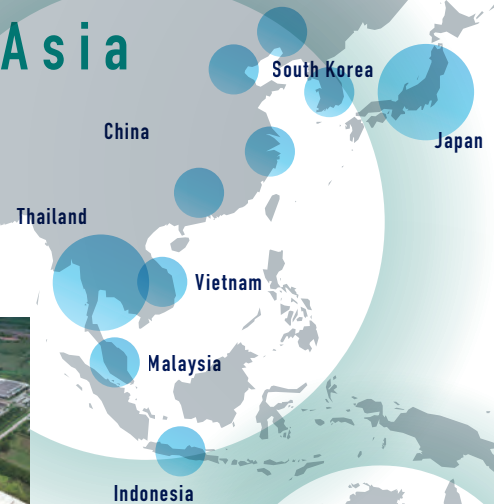 Asia
South Korea
China
Japan
Thailand
Vietnam
Malaysia
Indonesia